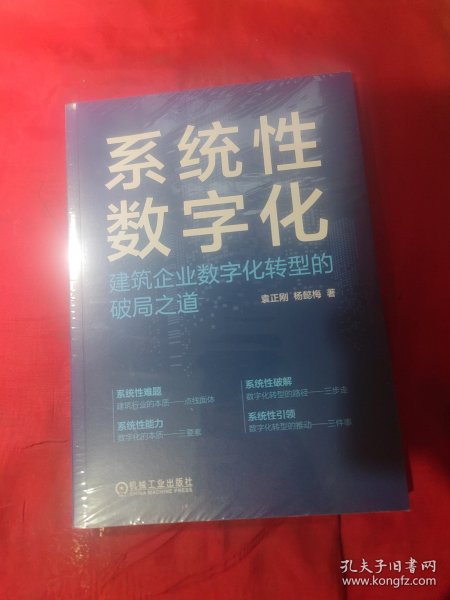 系统性
数字化
建筑企业数字化转型的
破局之道
袁正刚 杨懿梅 著
系统性难题
建筑行业的本质——点线面体
系统性能力
数字化的本质——三要素
系统性破解
数字化转型的路径——三步走
系统性引领
数字化转型的推动——三件事
机械工业出版社
CHINA MACHINE PRESS
孔夫子旧书网
www.kongfz.com